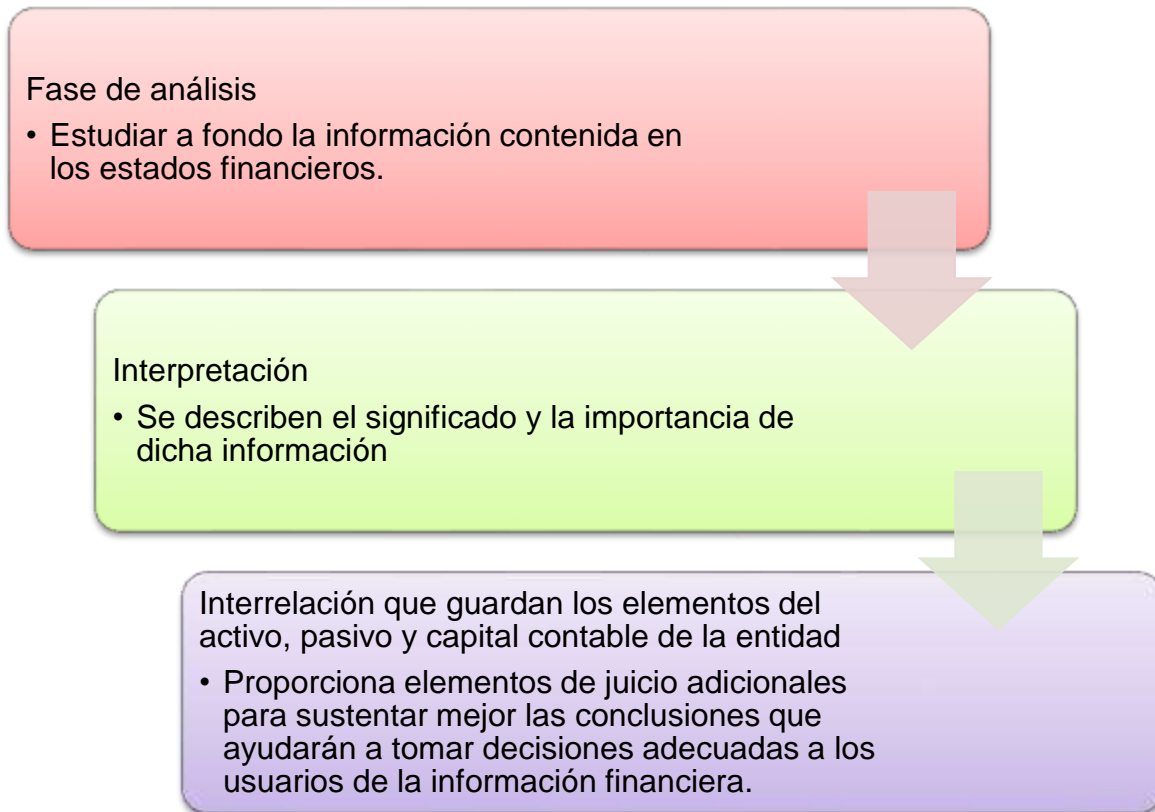 Fase de análisis
• Estudiar a fondo la información contenida en
los estados financieros.
Interpretación
• Se describen el significado y la importancia de
dicha información
Interrelación que guardan los elementos del
activo, pasivo y capital contable de la entidad
• Proporciona elementos de juicio adicionales
para sustentar mejor las conclusiones que
ayudarán a tomar decisiones adecuadas a los
usuarios de la información financiera.